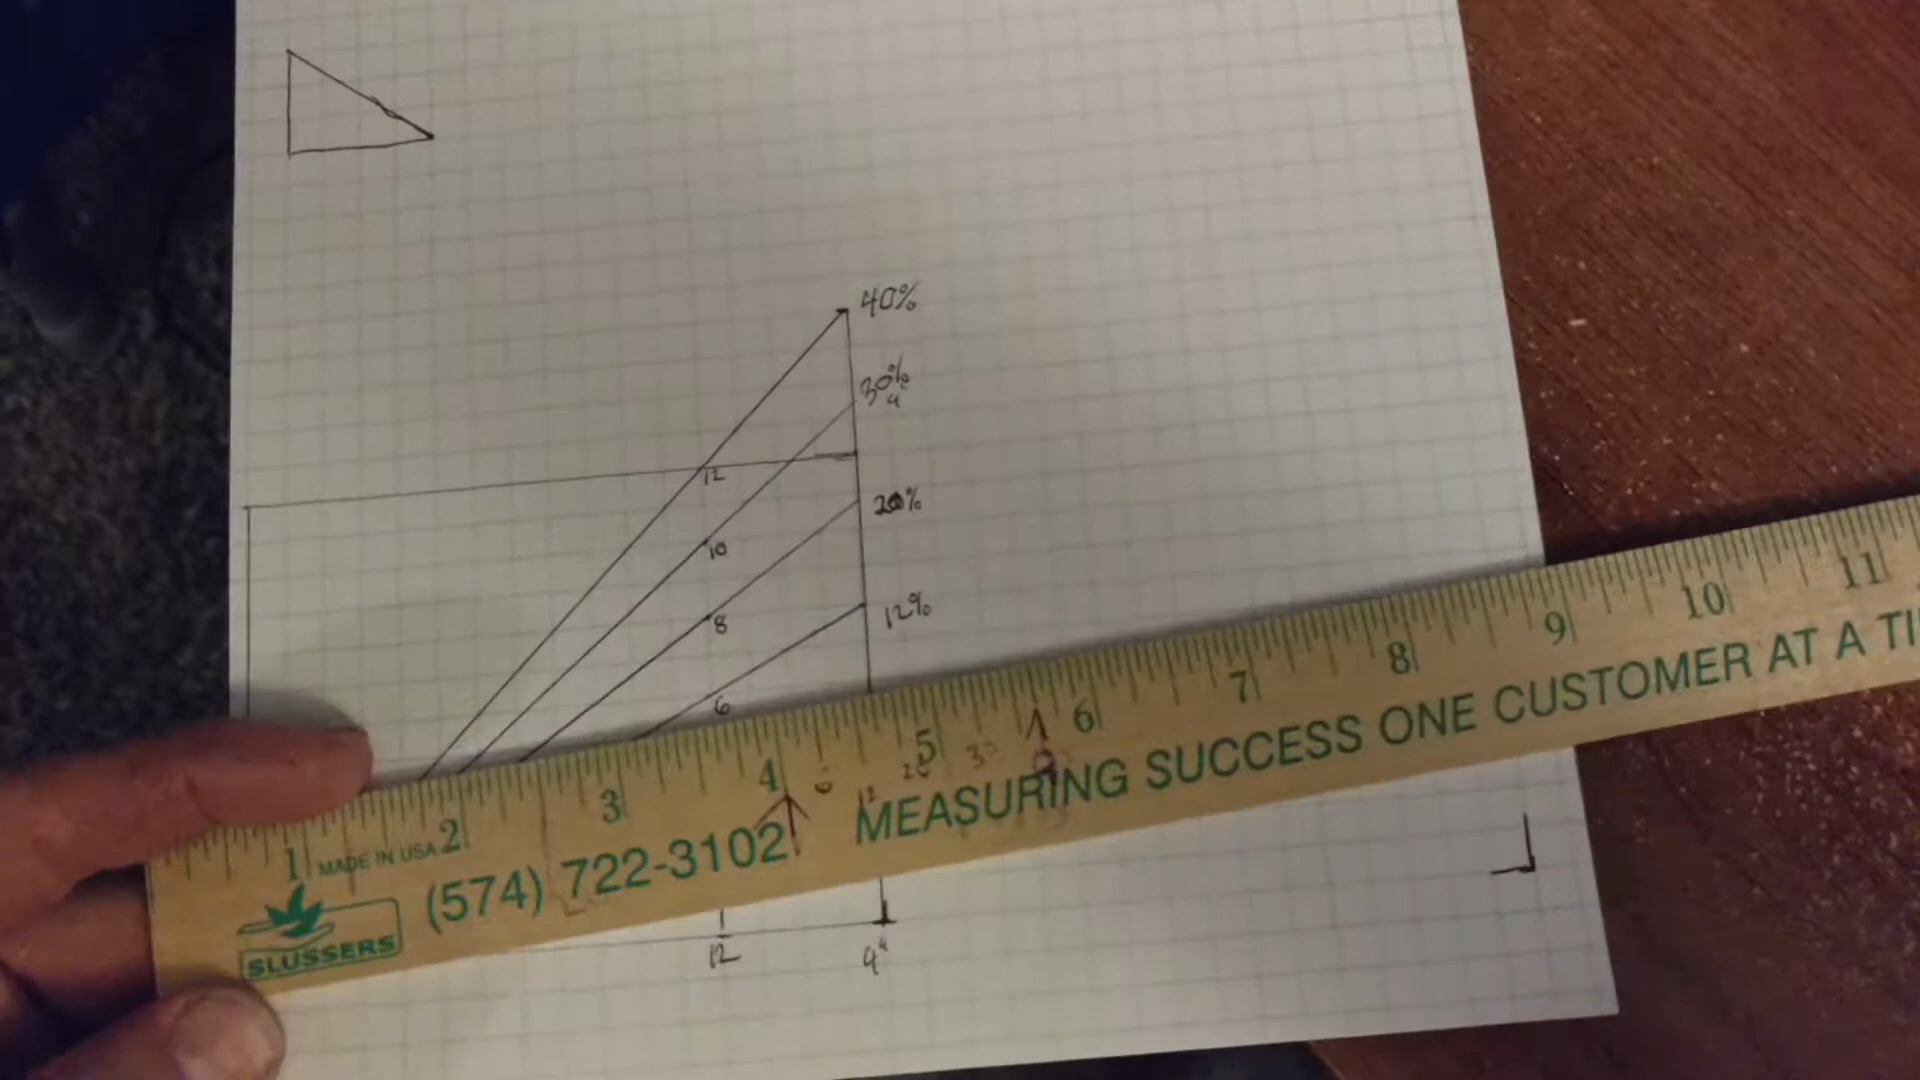 40%
30%
4
12
10
20%
8
12%
6
1 2 3 4 5 6 7 8 9 10 11
MADE IN USA
(574) 722-3102 MEASURING SUCCESS ONE CUSTOMER AT A TI
SLUSSERS
12
9"